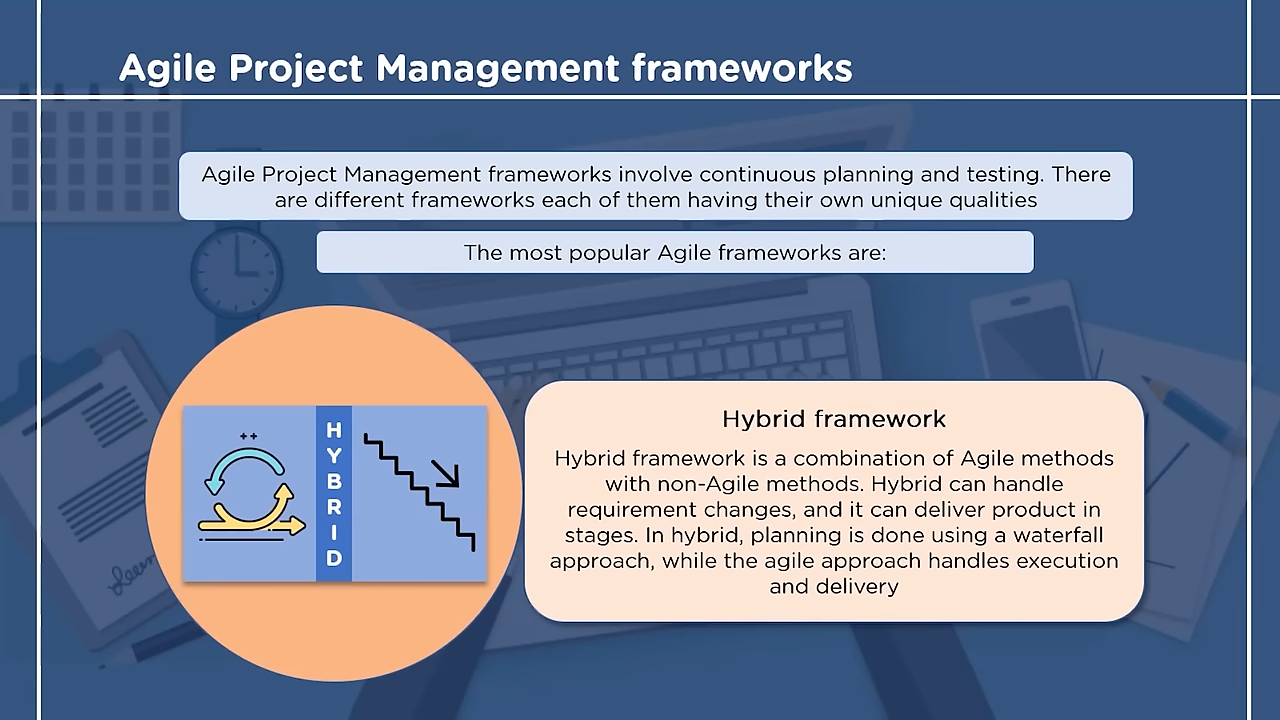 Agile Project Management frameworks
Agile Project Management frameworks involve continuous planning and testing. There
are different frameworks each of them having their own unique qualities
The most popular Agile frameworks are:
HYBRID
Hybrid framework
Hybrid framework is a combination of Agile methods
with non-Agile methods. Hybrid can handle
requirement changes, and it can deliver product in
stages. In hybrid, planning is done using a waterfall
approach, while the agile approach handles execution
and delivery